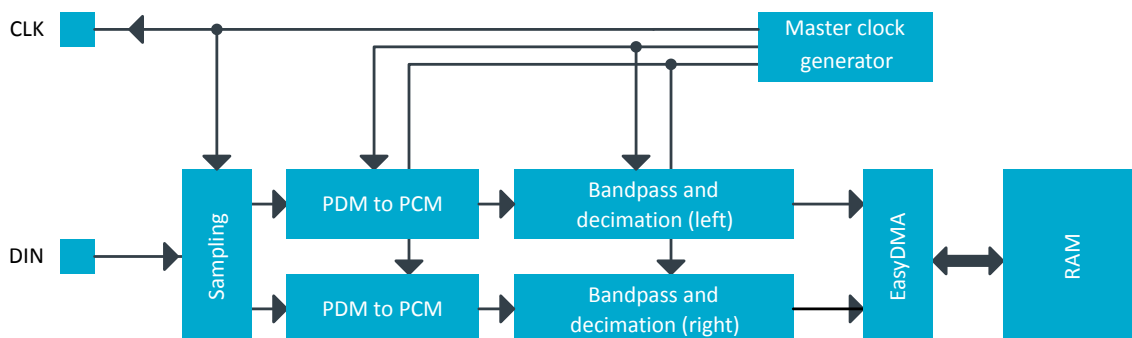 CLK
Master clock
generator
DIN
Sampling
PDM to PCM
Bandpass and
decimation (left)
PDM to PCM
Bandpass and
decimation (right)
EasyDMA
RAM